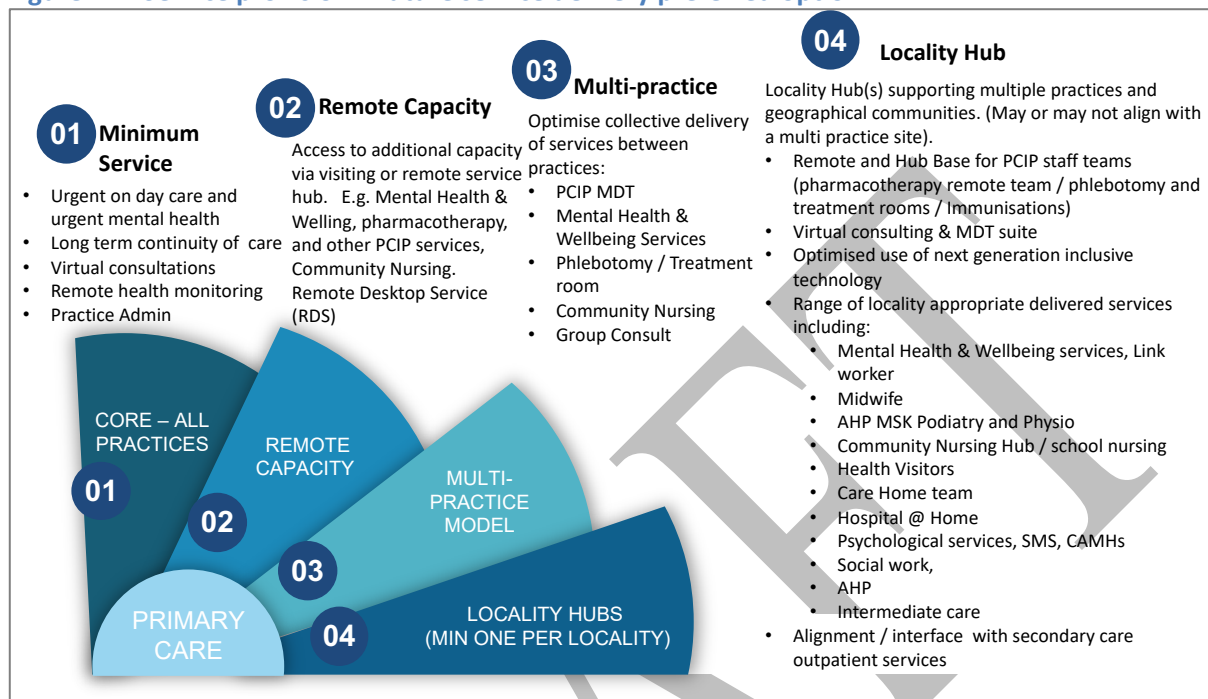 01 Minimum
Service
• Urgent on day care and
urgent mental health
• Long term continuity of care
• Virtual consultations
• Remote health monitoring
• Practice Admin
02 Remote Capacity
Access to additional capacity
via visiting or remote service
hub. E.g. Mental Health &
Welling, pharmacotherapy,
and other PCIP services,
Community Nursing.
Remote Desktop Service
(RDS)
03
Multi-practice
Optimise collective delivery
of services between
practices:
• PCIP MDT
• Mental Health &
Wellbeing Services
• Phlebotomy / Treatment
room
• Community Nursing
• Group Consult
04
Locality Hub
Locality Hub(s) supporting multiple practices and
geographical communities. (May or may not align with
a multi practice site).
• Remote and Hub Base for PCIP staff teams
(pharmacotherapy remote team / phlebotomy and
treatment rooms / Immunisations)
• Virtual consulting & MDT suite
• Optimised use of next generation inclusive
technology
• Range of locality appropriate delivered services
including:
• Mental Health & Wellbeing services, Link
worker
• Midwife
• AHP MSK Podiatry and Physio
• Community Nursing Hub / school nursing
• Health Visitors
• Care Home team
• Hospital @ Home
• Psychological services, SMS, CAMHs
• Social work,
• AHP
• Intermediate care
• Alignment / interface with secondary care
outpatient services
CORE – ALL
PRACTICES
01
REMOTE
CAPACITY
02
MULTI-
PRACTICE
MODEL
03
LOCALITY HUBS
(MIN ONE PER LOCALITY)
04
PRIMARY
CARE